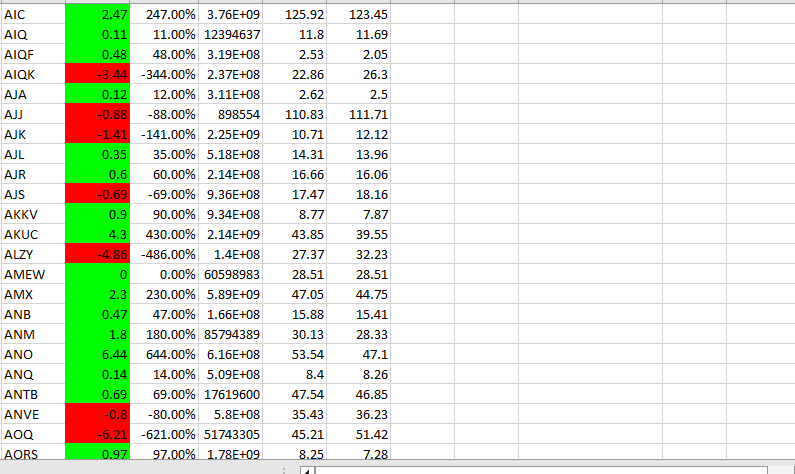 AIC 2.47 247.00% 3.76E+09 125.92 123.45
AIQ 0.11 11.00% 12394637 11.8 11.69
AIQF 0.48 48.00% 3.19E+08 2.53 2.05
AIQK -3.44 -344.00% 2.37E+08 22.86 26.3
AJA 0.12 12.00% 3.11E+08 2.62 2.5
AJJ -0.88 -88.00% 898554 110.83 111.71
AJK -1.41 -141.00% 2.25E+09 10.71 12.12
AJL 0.35 35.00% 5.18E+08 14.31 13.96
AJR 0.6 60.00% 2.14E+08 16.66 16.06
AJS -0.69 -69.00% 9.36E+08 17.47 18.16
AKKV 0.9 90.00% 9.34E+08 8.77 7.87
AKUC 4.3 430.00% 2.14E+09 43.85 39.55
ALZY -4.86 -486.00% 1.4E+08 27.37 32.23
AMEW 0 0.00% 60598983 28.51 28.51
AMX 2.3 230.00% 5.89E+09 47.05 44.75
ANB 0.47 47.00% 1.66E+08 15.88 15.41
ANM 1.8 180.00% 85794389 30.13 28.33
ANO 6.44 644.00% 6.16E+08 53.54 47.1
ANQ 0.14 14.00% 5.09E+08 8.4 8.26
ANTB 0.69 69.00% 17619600 47.54 46.85
ANVE -0.8 -80.00% 5.8E+08 35.43 36.23
AOQ -6.21 -621.00% 51743305 45.21 51.42
AORS 0.97 97.00% 1.78E+09 8.25 7.28